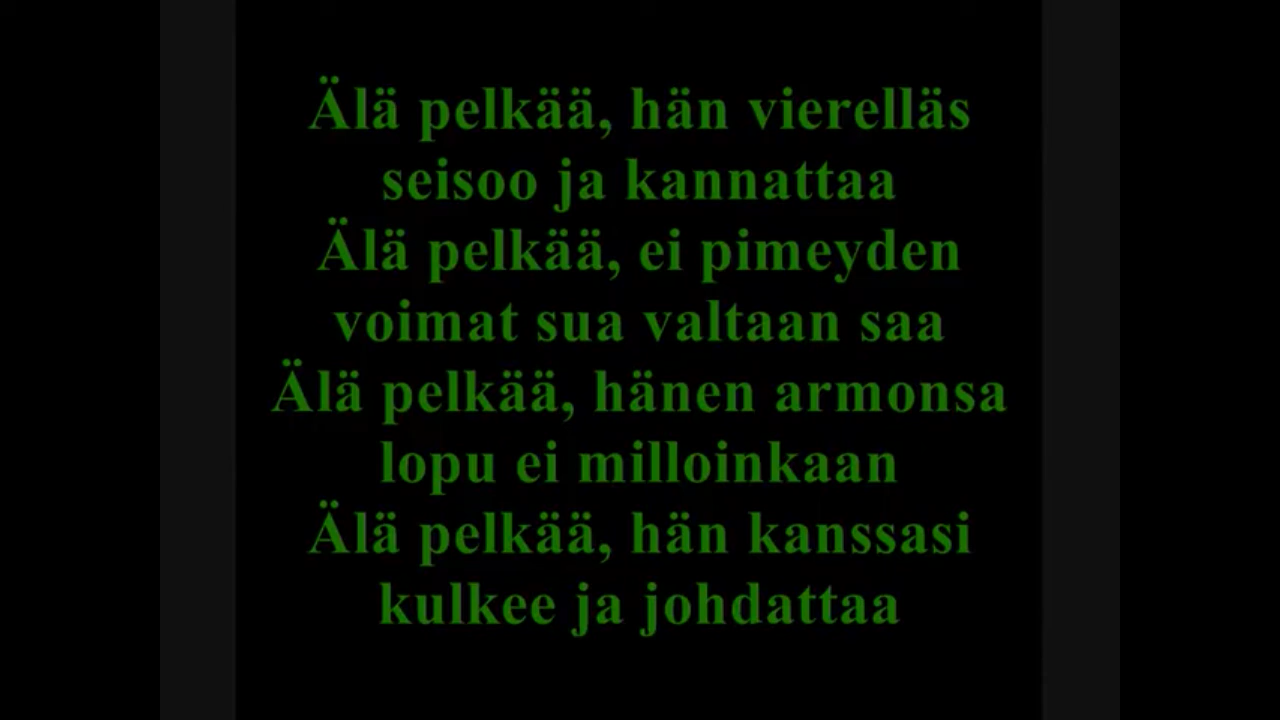 Älä pelkää, hän vierelläs
seisoo ja kannattaa
Älä pelkää, ei pimeyden
voimat sua valtaan saa
Älä pelkää, hänen armonsa
lopu ei milloinkaan
Älä pelkää, hän kanssasi
kulkee ja johdattaa